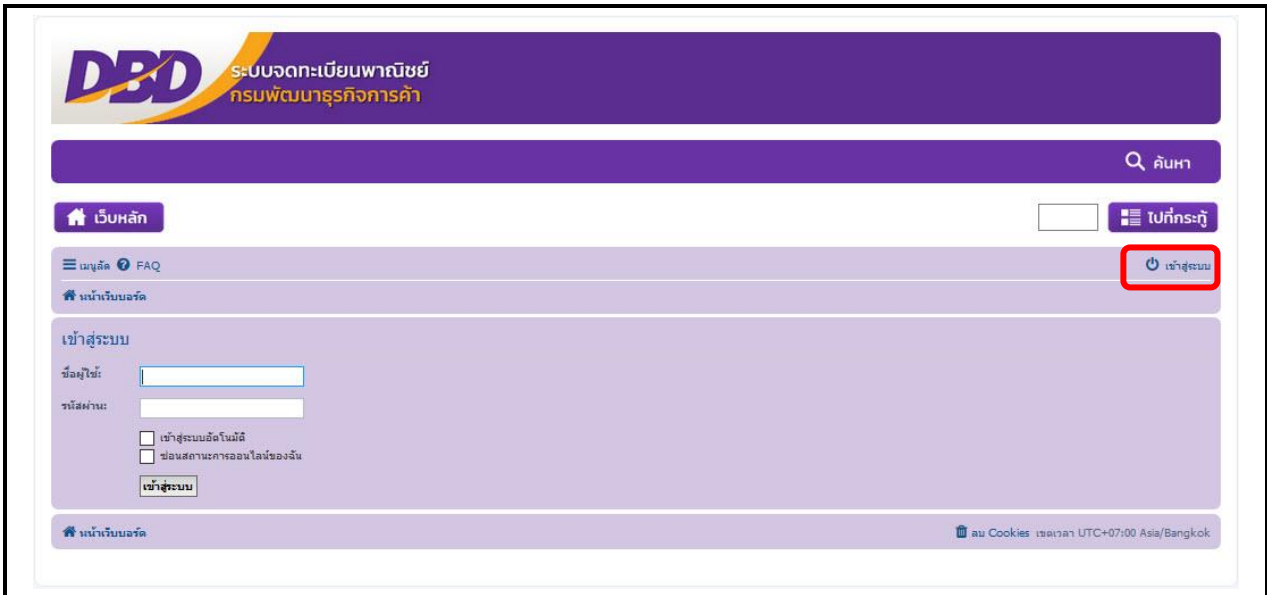 DBD
ระบบจดทะเบียนพาณิชย์
กรมพัฒนาธุรกิจการค้า
ค้นหา
เว็บหลัก
ไปที่กระทู้
เมนูลัด FAQ
เข้าสู่ระบบ
หน้าเว็บบอร์ด
เข้าสู่ระบบ
ชื่อผู้ใช้:
รหัสผ่าน:
เข้าสู่ระบบอัตโนมัติ
ซ่อนสถานะการออนไลน์ของฉัน
เข้าสู่ระบบ
หน้าเว็บบอร์ด
ลบ Cookies เขตเวลา UTC+07:00 Asia/Bangkok